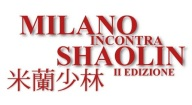 MILANO
INCONTRA
SHAOLIN
II EDIZIONE
米蘭少林